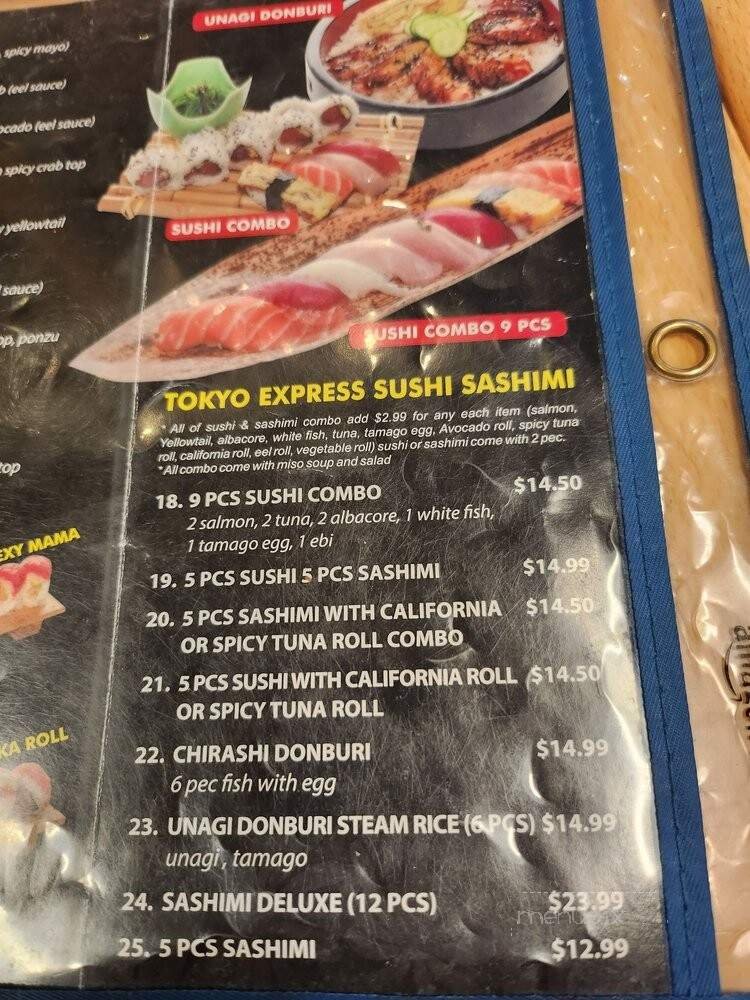 UNAGI DONBURI
spicy mayo)
(eel sauce)
(eel sauce)
spicy crab top
yellowtail
SUSHI COMBO
sauce)
ponzu
SUSHI COMBO 9 PCS
TOKYO EXPRESS SUSHI SASHIMI
* All of sushi & sashimi combo add $2.99 for any each item (salmon,
Yellowtail, albacore, white fish, tuna, tamago egg, Avocado roll, spicy tuna
roll, california roll, eel roll, vegetable roll) sushi or sashimi come with 2 pec.
*All combo come with miso soup and salad
top
18. 9 PCS SUSHI COMBO $14.50
2 salmon, 2 tuna, 2 albacore, 1 white fish,
1 tamago egg, 1 ebi
MAMA
19. 5 PCS SUSHI 5 PCS SASHIMI $14.99
20. 5 PCS SASHIMI WITH CALIFORNIA $14.50
OR SPICY TUNA ROLL COMBO
21. 5 PCS SUSHI WITH CALIFORNIA ROLL $14.50
OR SPICY TUNA ROLL
ROLL
22. CHIRASHI DONBURI $14.99
6 pec fish with egg
23. UNAGI DONBURI STEAM RICE (6 PCS) $14.99
unagi, tamago
24. SASHIMI DELUXE (12 PCS) $23.99
25. 5 PCS SASHIMI $12.99